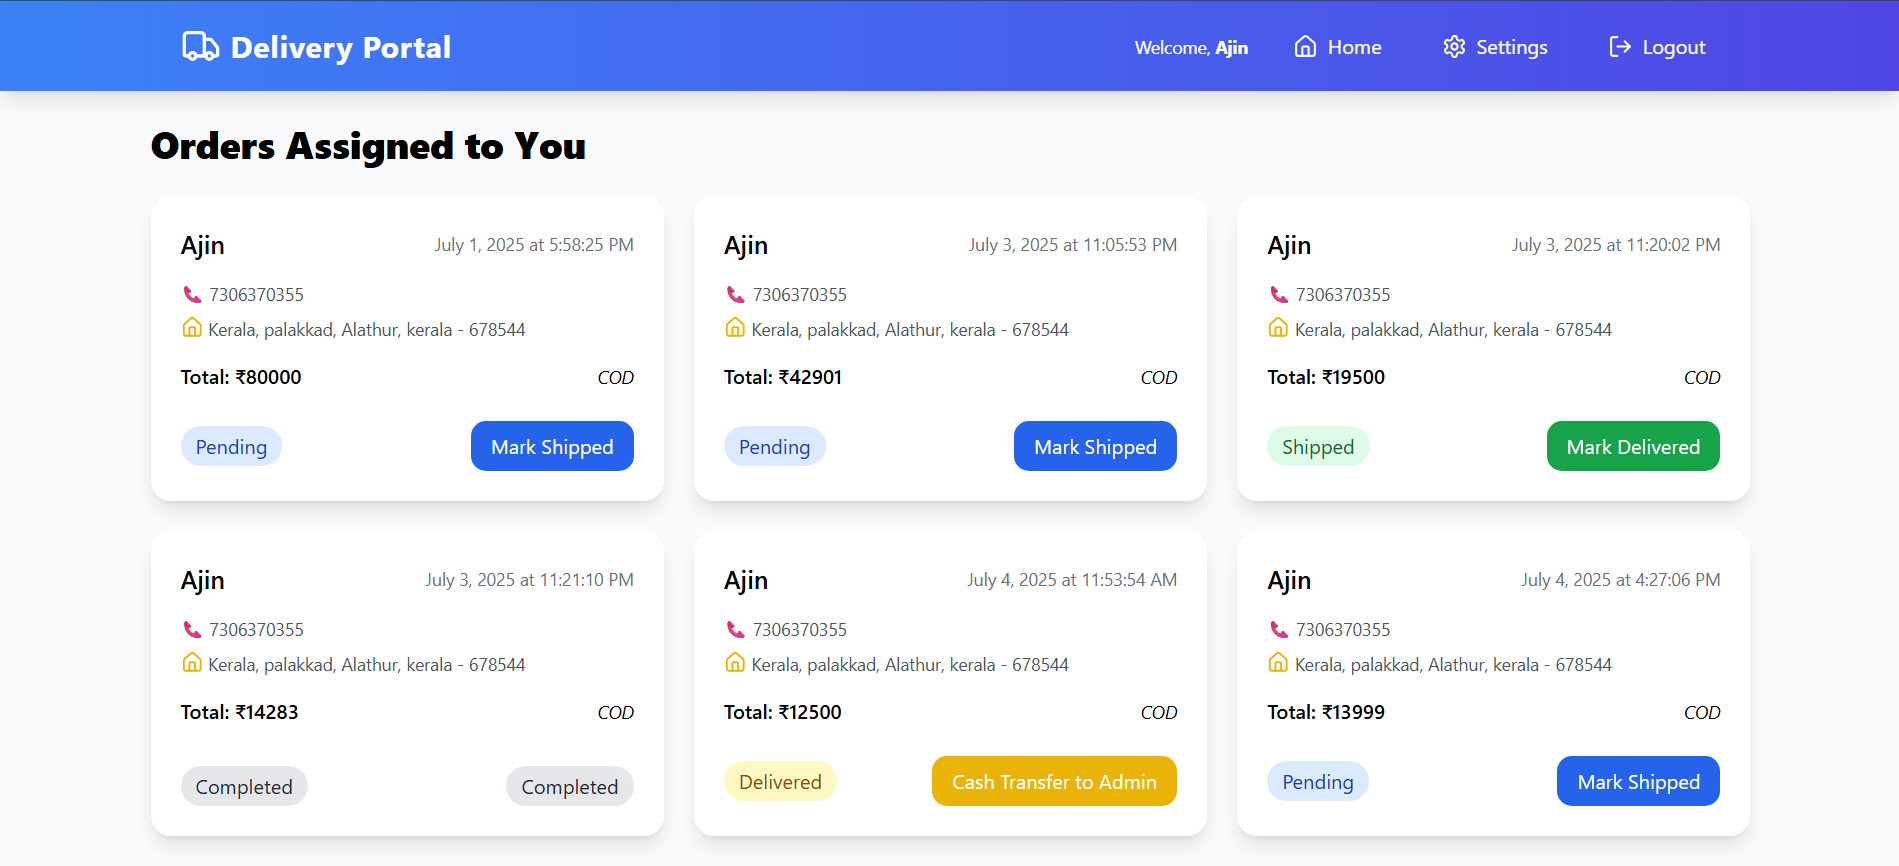 Delivery Portal
Welcome, Ajin Home Settings Logout
Orders Assigned to You
Ajin July 1, 2025 at 5:58:25 PM
7306370355
Kerala, palakkad, Alathur, kerala - 678544
Total: ₹80000 COD
Pending Mark Shipped
Ajin July 3, 2025 at 11:05:53 PM
7306370355
Kerala, palakkad, Alathur, kerala - 678544
Total: ₹42901 COD
Pending Mark Shipped
Ajin July 3, 2025 at 11:20:02 PM
7306370355
Kerala, palakkad, Alathur, kerala - 678544
Total: ₹19500 COD
Shipped Mark Delivered
Ajin July 3, 2025 at 11:21:10 PM
7306370355
Kerala, palakkad, Alathur, kerala - 678544
Total: ₹14283 COD
Completed Completed
Ajin July 4, 2025 at 11:53:54 AM
7306370355
Kerala, palakkad, Alathur, kerala - 678544
Total: ₹12500 COD
Delivered Cash Transfer to Admin
Ajin July 4, 2025 at 4:27:06 PM
7306370355
Kerala, palakkad, Alathur, kerala - 678544
Total: ₹13999 COD
Pending Mark Shipped